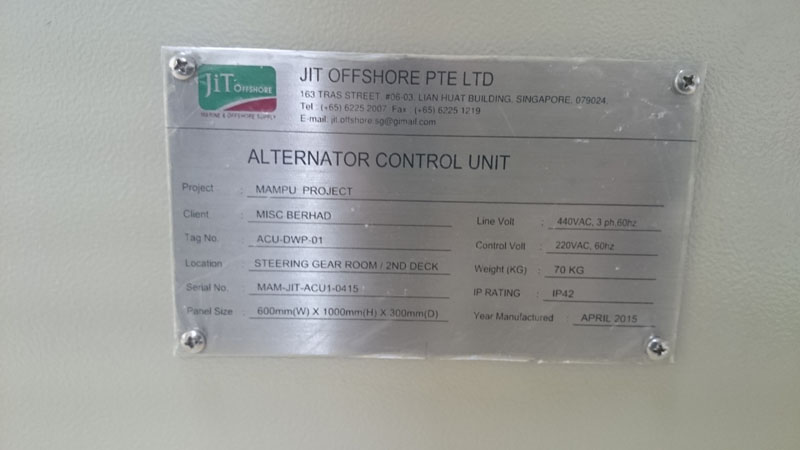 JiT OFFSHORE
MARINE & OFFSHORE SUPPLY
JIT OFFSHORE PTE LTD
163 TRAS STREET, #06-03, LIAN HUAT BUILDING, SINGAPORE, 079024
Tel : (+65) 6225 2007 Fax : (+65) 6225 1219
E-mail: jit.offshore.sg@gimail.com
ALTERNATOR CONTROL UNIT
Project : MAMPU PROJECT
Client : MISC BERHAD
Tag No. : ACU-DWP-01
Location : STEERING GEAR ROOM / 2ND DECK
Serial No. : MAM-JIT-ACU1-0415
Panel Size : 600mm(W) X 1000mm(H) X 300mm(D)
Line Volt : 440VAC, 3 ph,60hz
Control Volt : 220VAC, 60hz
Weight (KG) : 70 KG
IP RATING : IP42
Year Manufactured : APRIL 2015